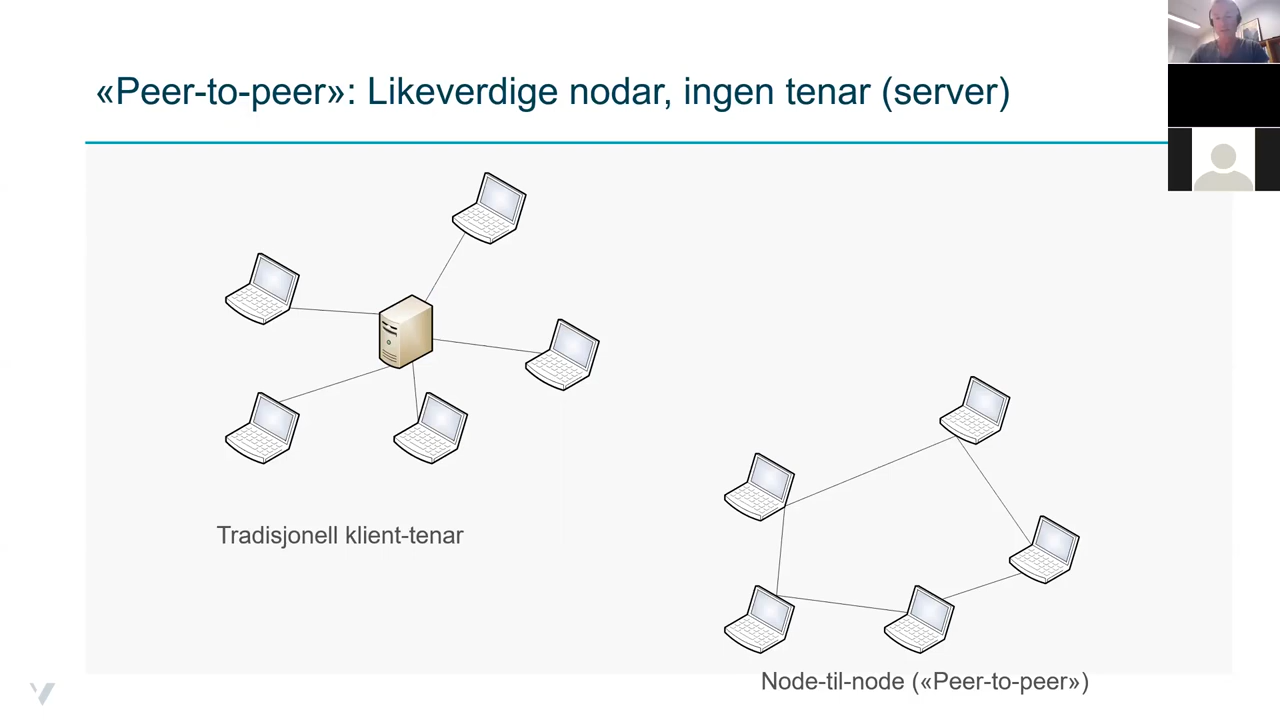 «Peer-to-peer»: Likeverdige nodar, ingen tenar (server)
Tradisjonell klient-tenar
Node-til-node («Peer-to-peer»)